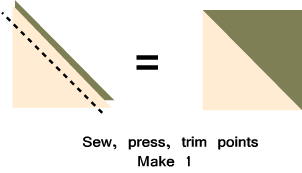 =
Sew, press, trim points
Make 1